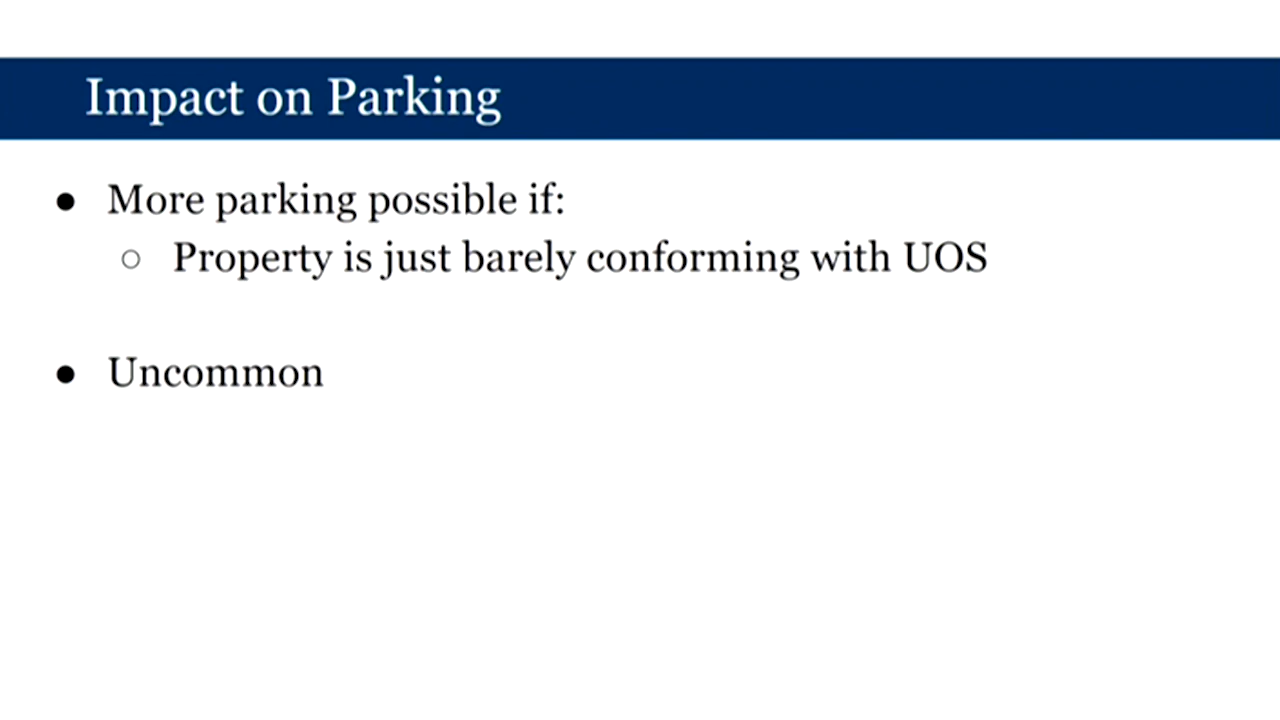 Impact on Parking
● More parking possible if:
○ Property is just barely conforming with UOS
● Uncommon